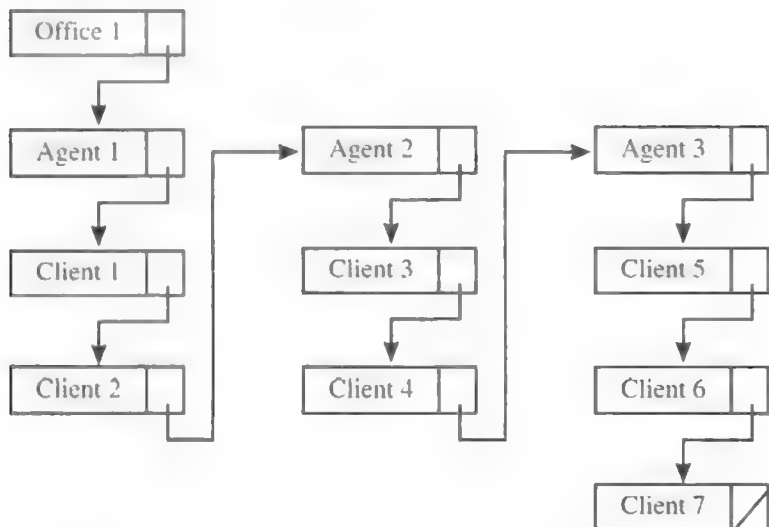 Office 1
Agent 1
Agent 2
Agent 3
Client 1
Client 3
Client 5
Client 2
Client 4
Client 6
Client 7